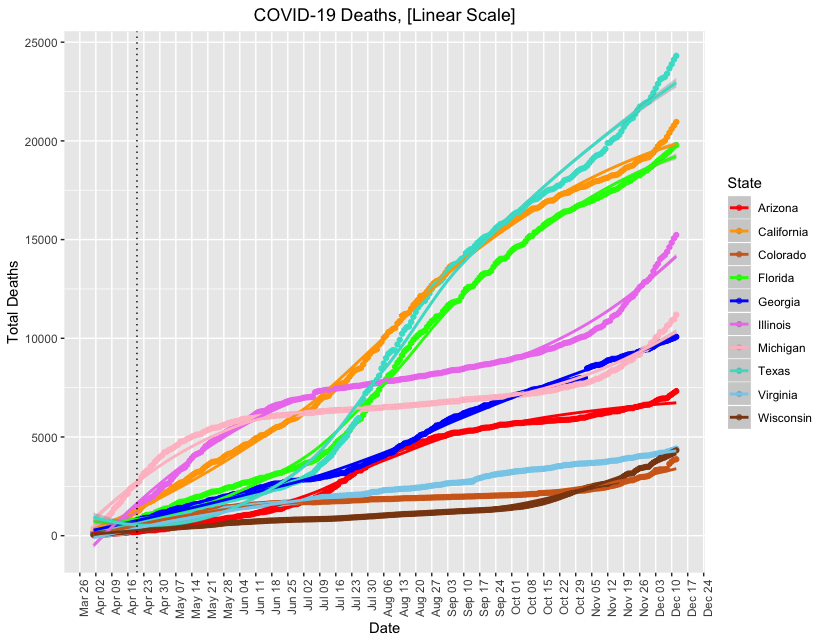 COVID-19 Deaths, [Linear Scale]
25000
20000
15000
10000
5000
0
Total Deaths
Mar 26
Apr 02
Apr 09
Apr 16
Apr 23
Apr 30
May 07
May 14
May 21
May 28
Jun 04
Jun 11
Jun 18
Jun 25
Jul 02
Jul 09
Jul 16
Jul 23
Jul 30
Aug 06
Aug 13
Aug 20
Aug 27
Sep 03
Sep 10
Sep 17
Sep 24
Oct 01
Oct 08
Oct 15
Oct 22
Oct 29
Nov 05
Nov 12
Nov 19
Nov 26
Dec 03
Dec 10
Dec 17
Dec 24
Date
State
Arizona
California
Colorado
Florida
Georgia
Illinois
Michigan
Texas
Virginia
Wisconsin